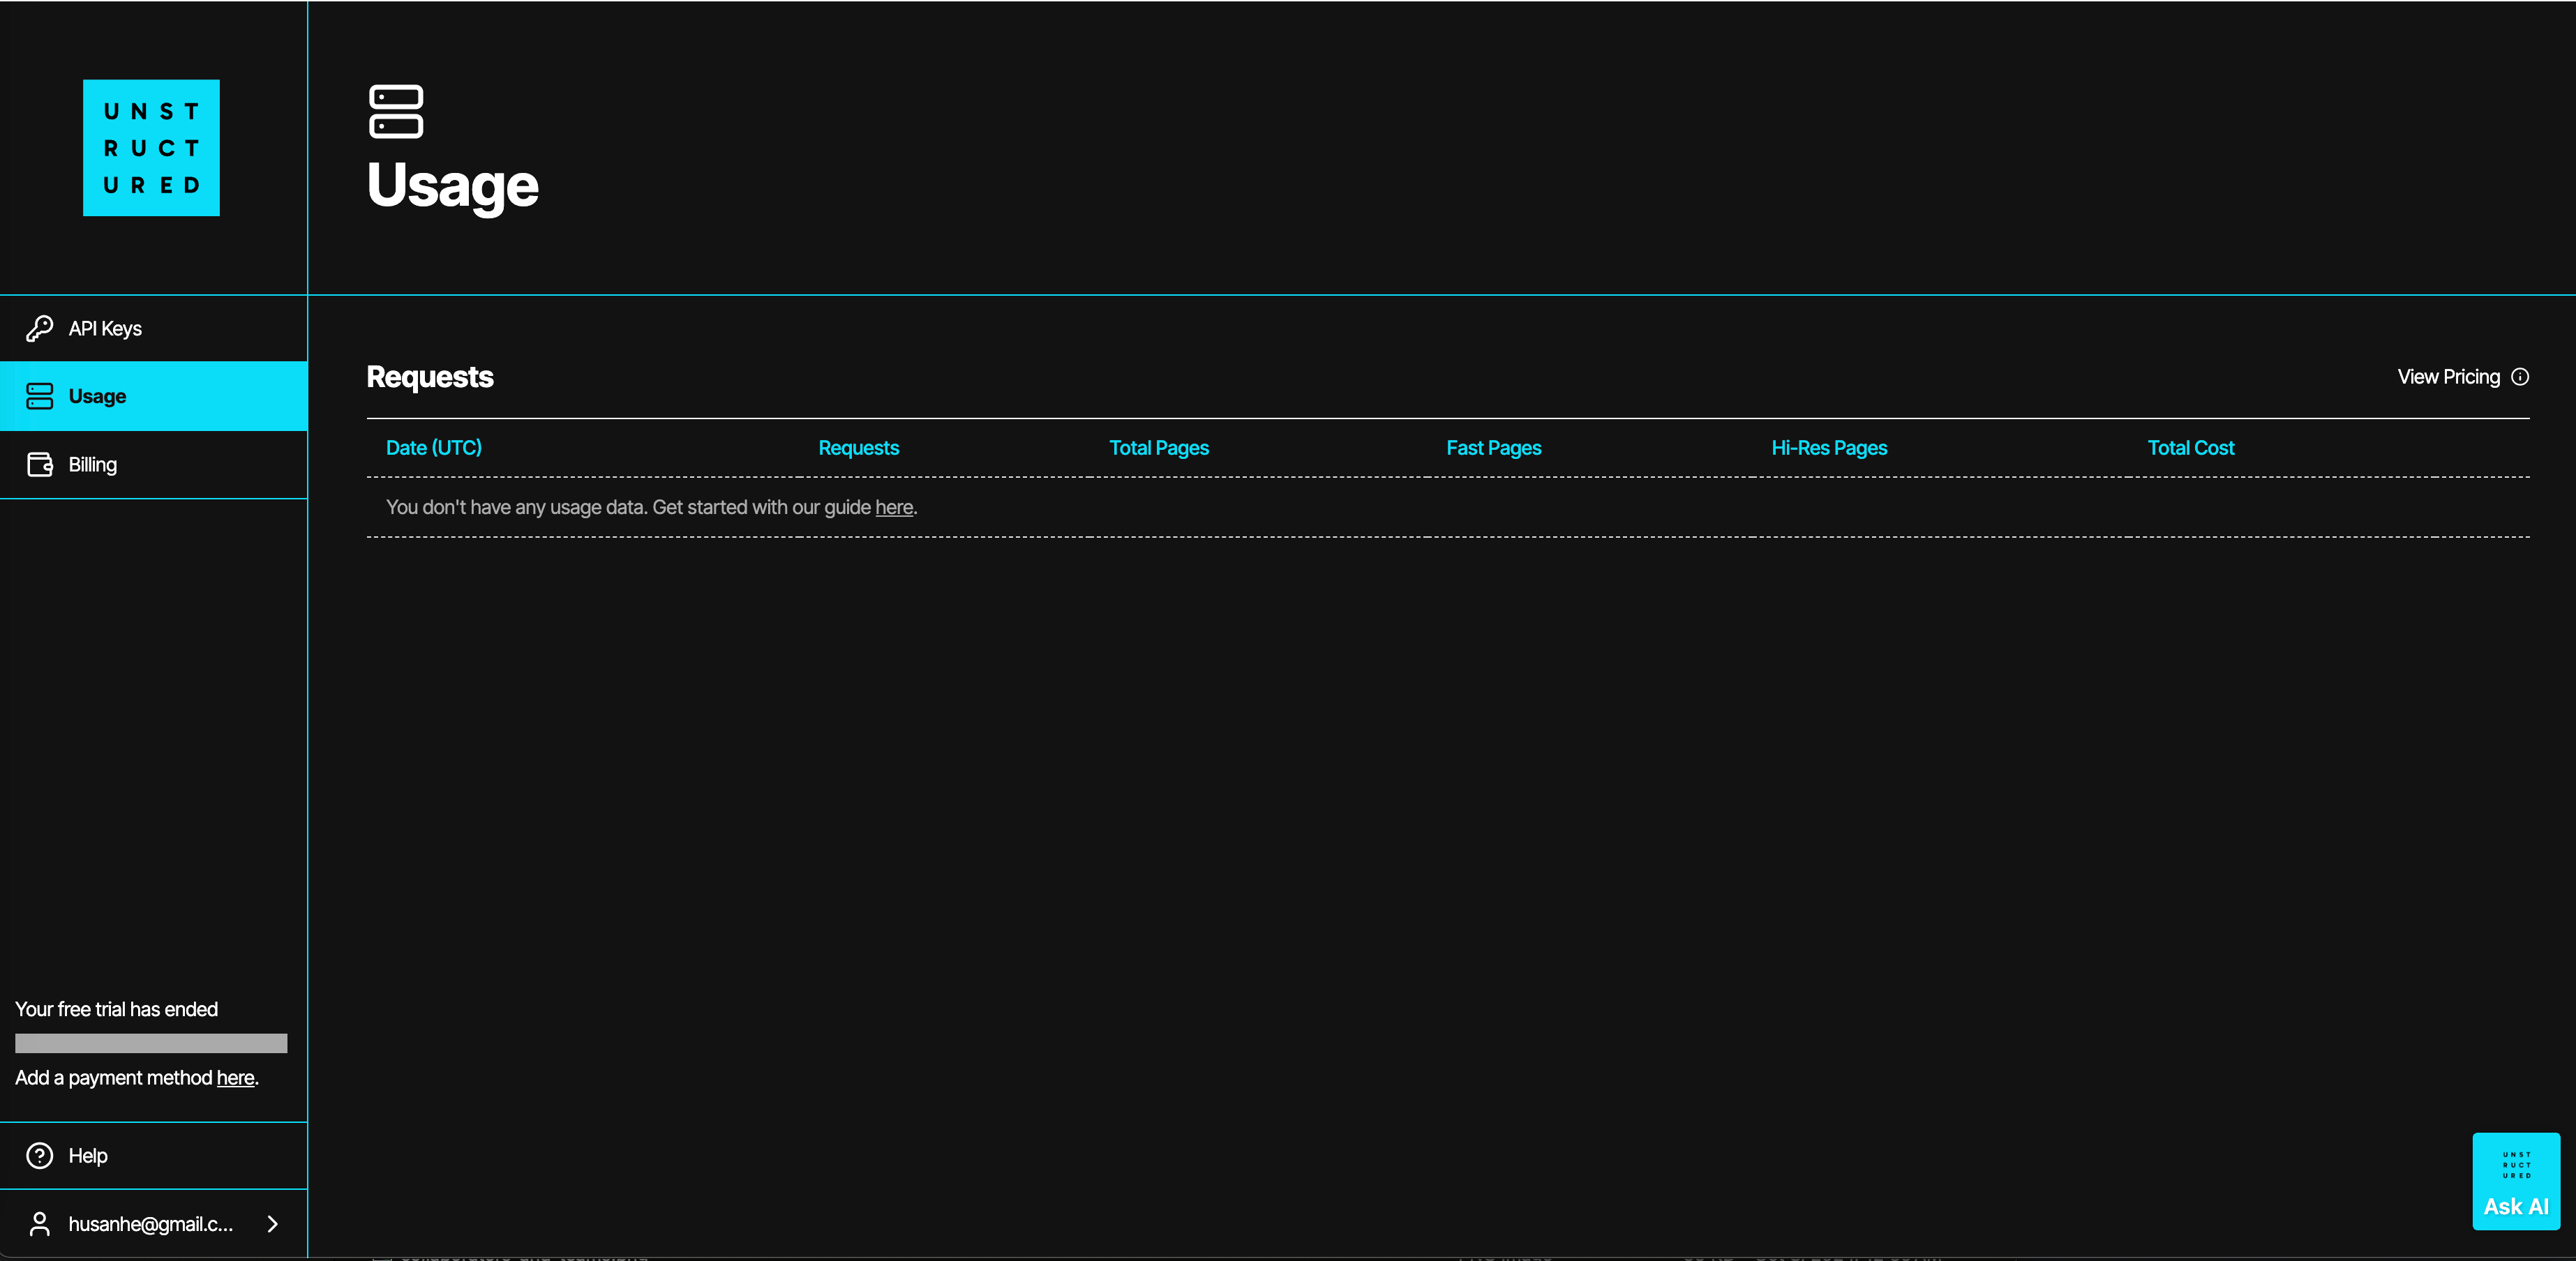 UNST
RUCT
URED
Usage
API Keys
Usage
Billing
Requests
View Pricing
Date (UTC) Requests Total Pages Fast Pages Hi-Res Pages Total Cost
You don't have any usage data. Get started with our guide here.
Your free trial has ended
Add a payment method here.
Help
husanhe@gmail.c...
UNST
RUCT
URED
Ask AI